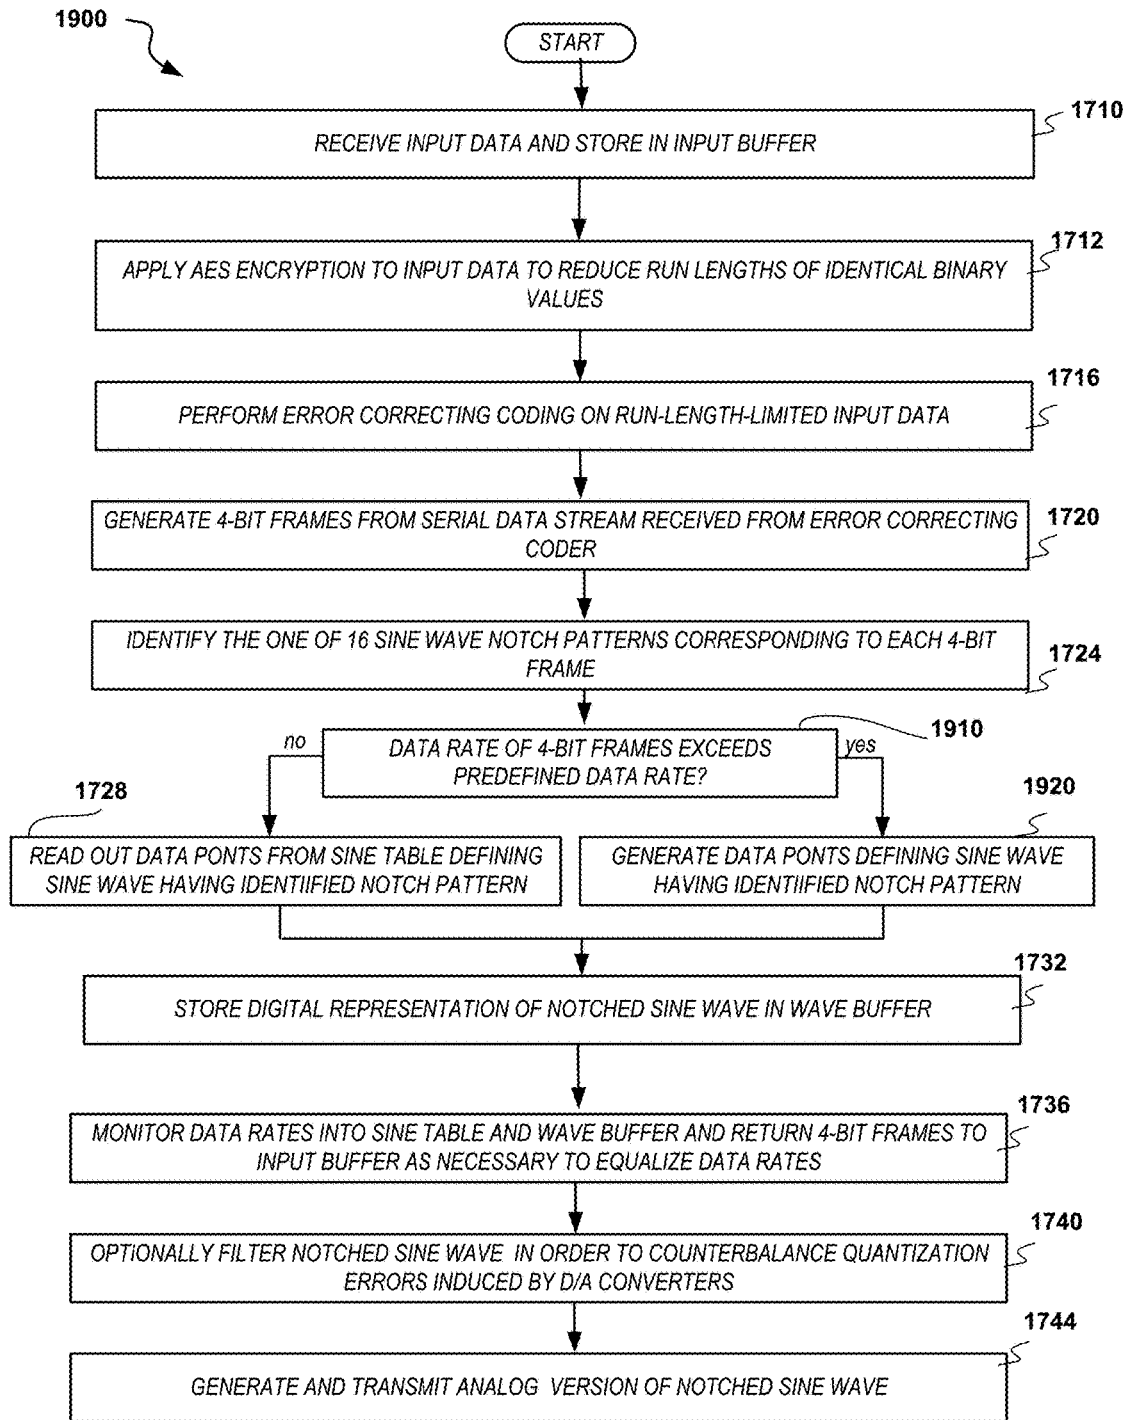 1900
START
1710
RECEIVE INPUT DATA AND STORE IN INPUT BUFFER
1712
APPLY AES ENCRYPTION TO INPUT DATA TO REDUCE RUN LENGTHS OF IDENTICAL BINARY
VALUES
1716
PERFORM ERROR CORRECTING CODING ON RUN-LENGTH-LIMITED INPUT DATA
1720
GENERATE 4-BIT FRAMES FROM SERIAL DATA STREAM RECEIVED FROM ERROR CORRECTING
CODER
1724
IDENTIFY THE ONE OF 16 SINE WAVE NOTCH PATTERNS CORRESPONDING TO EACH 4-BIT
FRAME
1910
no
DATA RATE OF 4-BIT FRAMES EXCEEDS
PREDEFINED DATA RATE?
yes
1728
READ OUT DATA PONTS FROM SINE TABLE DEFINING
SINE WAVE HAVING IDENTIIFIED NOTCH PATTERN
1920
GENERATE DATA PONTS DEFINING SINE WAVE
HAVING IDENTIIFIED NOTCH PATTERN
1732
STORE DIGITAL REPRESENTATION OF NOTCHED SINE WAVE IN WAVE BUFFER
1736
MONITOR DATA RATES INTO SINE TABLE AND WAVE BUFFER AND RETURN 4-BIT FRAMES TO
INPUT BUFFER AS NECESSARY TO EQUALIZE DATA RATES
1740
OPTIONALLY FILTER NOTCHED SINE WAVE IN ORDER TO COUNTERBALANCE QUANTIZATION
ERRORS INDUCED BY D/A CONVERTERS
1744
GENERATE AND TRANSMIT ANALOG VERSION OF NOTCHED SINE WAVE